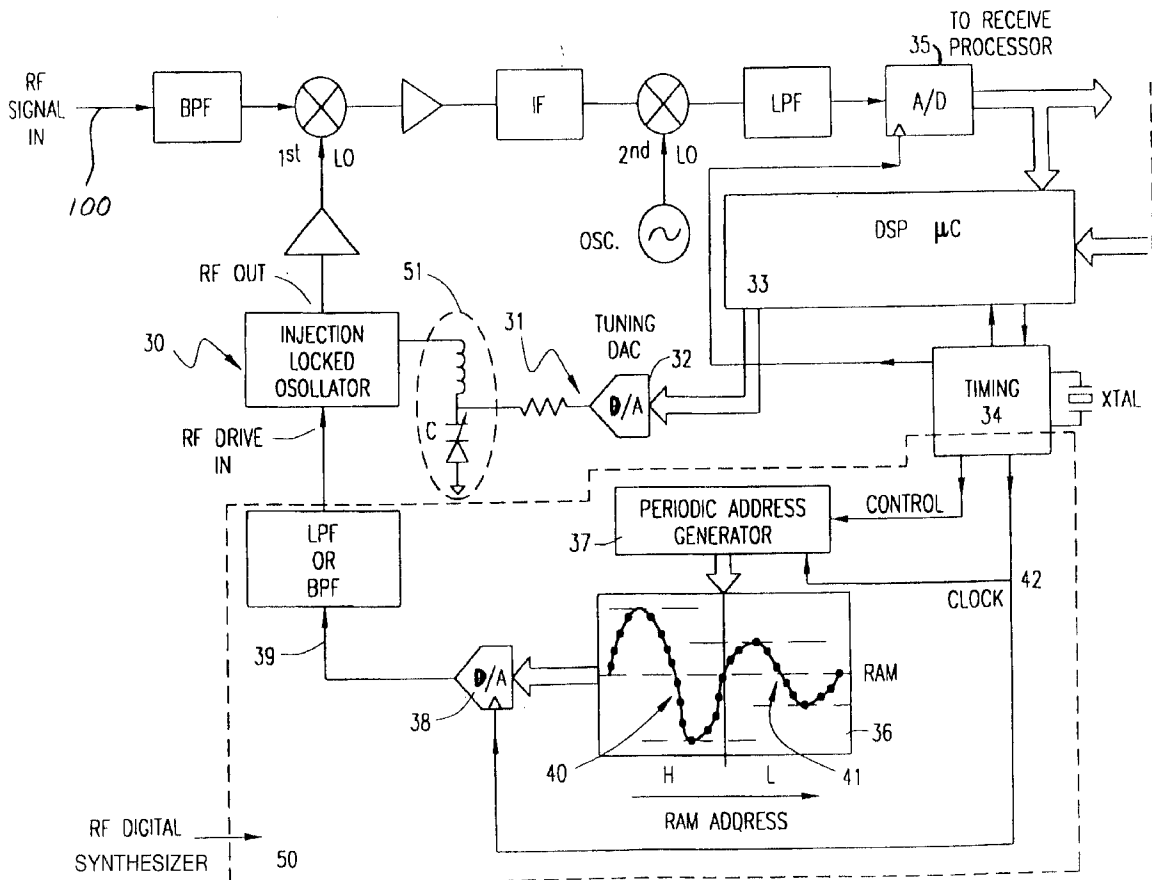 TO RECEIVE
PROCESSOR
35
RF
SIGNAL
IN
100
BPF
1st LO
IF
2nd LO
LPF
A/D
OSC.
DSP µC
33
RF OUT
51
30
INJECTION
LOCKED
OSOLLATOR
31
TUNING
DAC
32
D/A
TIMING
34
XTAL
C
RF DRIVE
IN
CONTROL
PERIODIC ADDRESS
GENERATOR
37
LPF
OR
BPF
42
CLOCK
39
D/A
38
RAM
36
40
41
H
L
RAM ADDRESS
RF DIGITAL
SYNTHESIZER
50